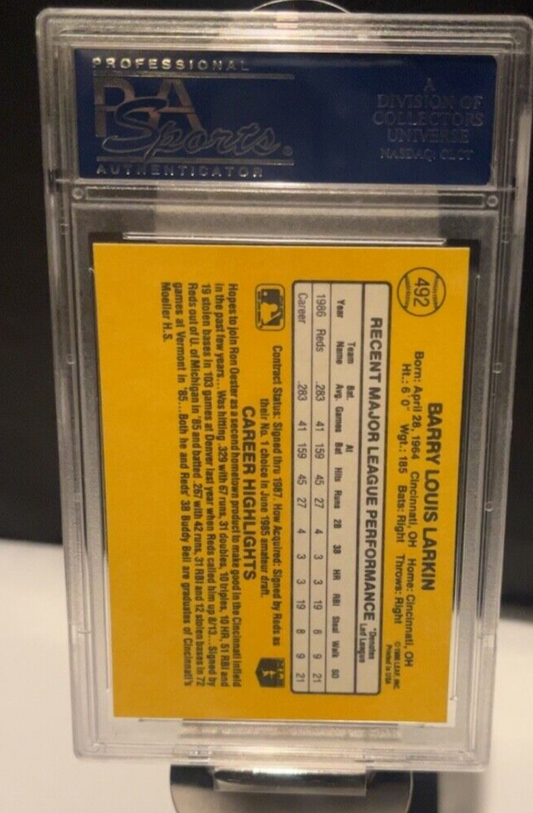 PROFESSIONAL
PSA
Sports
AUTHENTICATOR
A
DIVISION OF
COLLECTORS
UNIVERSE
NASDAQ: CLCT
492
BARRY LOUIS LARKIN
Born: April 28, 1964 Cincinnati, OH Home: Cincinnati, OH
Ht.: 6' 0" Wgt.: 185 Bats: Right Throws: Right
© 1986 LEAF, INC.
Printed in USA
RECENT MAJOR LEAGUE PERFORMANCE
*Denotes
Led League
Year Team Name Bat. Avg. Games At Bat Hits Runs 2B 3B HR RBI Steal Walk SO
1986 Reds .283 41 159 45 27 4 3 3 19 8 9 21
Career .283 41 159 45 27 4 3 3 19 8 9 21
Contract Status: Signed thru 1987. How Acquired: Signed by Reds as
their No. 1 choice in June 1985 amateur draft.
CAREER HIGHLIGHTS
Hopes to join Ron Oester as a second hometown product to make good in the Cincinnati infield
in the past few years... Was hitting .329 with 67 runs, 31 doubles, 10 triples, 10 HR, 51 RBI and
19 stolen bases in 103 games at Denver last year when Reds called him up 8/13... Signed by
Reds out of U. of Michigan in '85 and batted .267 with 42 runs, 31 RBI and 12 stolen bases in 72
games at Vermont in '85... Both he and Reds' 3B Buddy Bell are graduates of Cincinnati's
Moeller H.S.